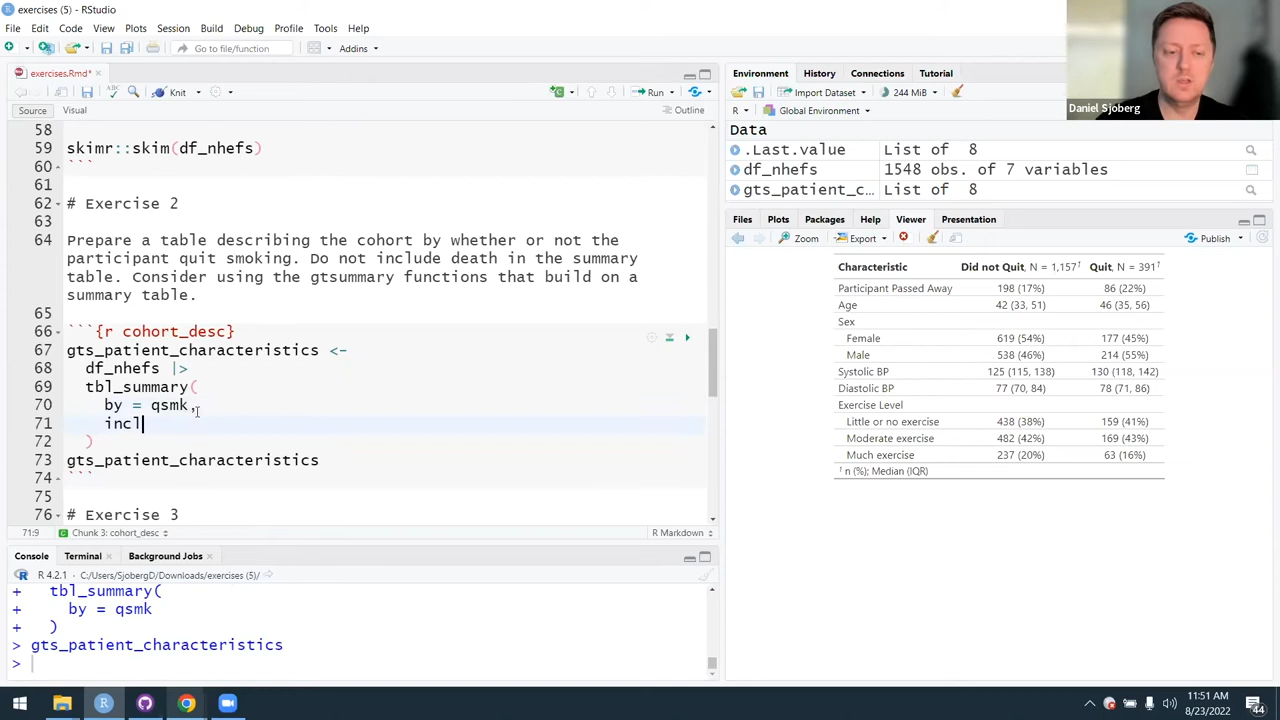 exercises (5) - RStudio
File Edit Code View Plots Session Build Debug Profile Tools Help
Go to file/function Addins
exercises.Rmd*
Knit Run
Source Visual Outline
58
59 skimr::skim(df_nhefs)
60 ```
61
62 # Exercise 2
63
64 Prepare a table describing the cohort by whether or not the
participant quit smoking. Do not include death in the summary
table. Consider using the gtsummary functions that build on a
summary table.
65
66 ```{r cohort_desc}
67 gts_patient_characteristics <-
68 df_nhefs |>
69 tbl_summary(
70 by = qsmk,
71 incl
72 )
73 gts_patient_characteristics
74 ```
75
76 # Exercise 3
71:9 Chunk 3: cohort_desc R Markdown
Console Terminal Background Jobs
R 4.2.1 · C:/Users/SjobergD/Downloads/exercises (5)/
+ tbl_summary(
+ by = qsmk
+ )
> gts_patient_characteristics
>
Environment History Connections Tutorial
Import Dataset 244 MiB
R Global Environment
Data
.Last.value List of 8
df_nhefs 1548 obs. of 7 variables
gts_patient_c… List of 8
Files Plots Packages Help Viewer Presentation
Zoom Export Publish
Characteristic Did not Quit, N = 1,157¹ Quit, N = 391¹
Participant Passed Away 198 (17%) 86 (22%)
Age 42 (33, 51) 46 (35, 56)
Sex
Female 619 (54%) 177 (45%)
Male 538 (46%) 214 (55%)
Systolic BP 125 (115, 138) 130 (118, 142)
Diastolic BP 77 (70, 84) 78 (71, 86)
Exercise Level
Little or no exercise 438 (38%) 159 (41%)
Moderate exercise 482 (42%) 169 (43%)
Much exercise 237 (20%) 63 (16%)
¹ n (%); Median (IQR)
Daniel Sjoberg
11:51 AM
8/23/2022
44